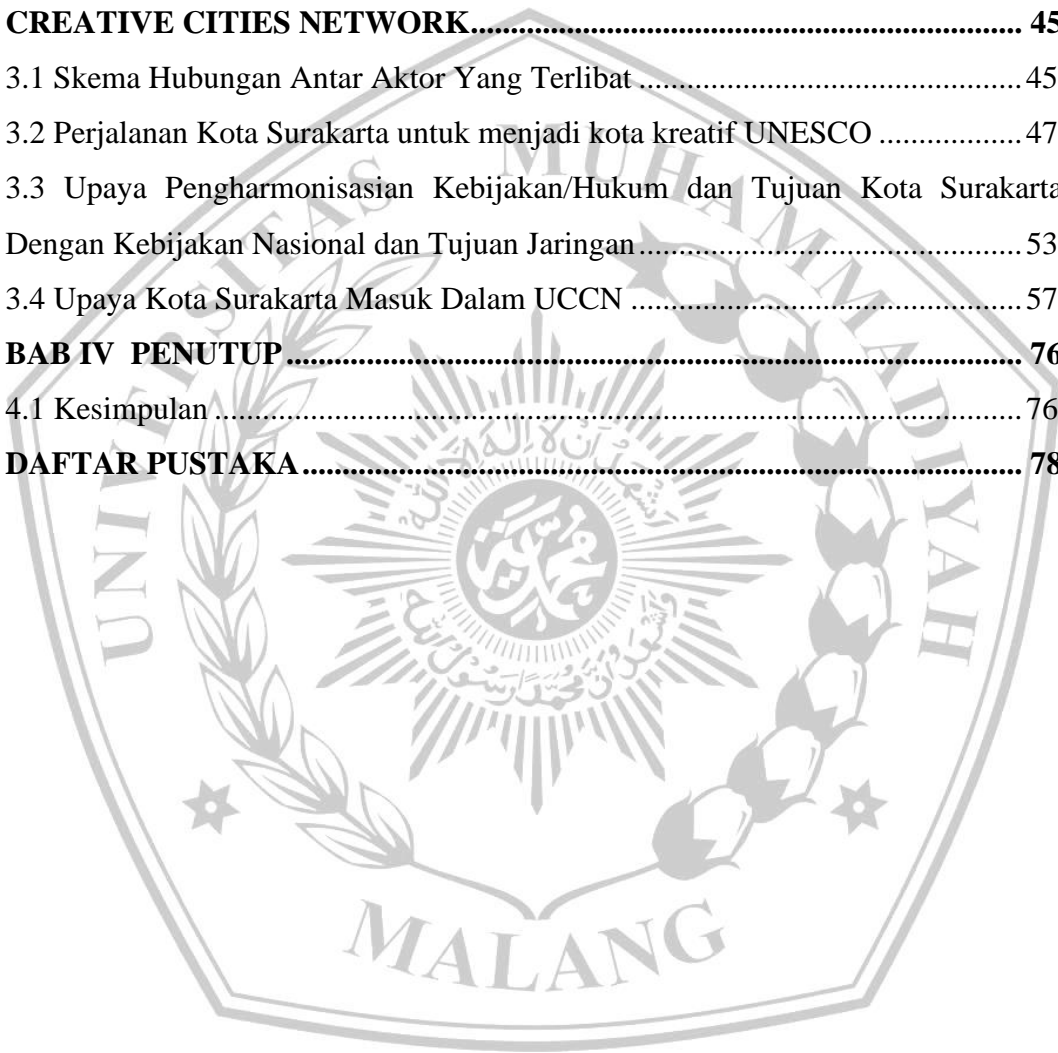 CREATIVE CITIES NETWORK.................................................................... 45
3.1 Skema Hubungan Antar Aktor Yang Terlibat ............................................... 45
3.2 Perjalanan Kota Surakarta untuk menjadi kota kreatif UNESCO .................. 47
3.3 Upaya Pengharmonisasian Kebijakan/Hukum dan Tujuan Kota Surakarta
Dengan Kebijakan Nasional dan Tujuan Jaringan ................................................ 53
3.4 Upaya Kota Surakarta Masuk Dalam UCCN ................................................. 57
BAB IV PENUTUP ........................................................................................... 76
4.1 Kesimpulan .................................................................................................... 76
DAFTAR PUSTAKA ......................................................................................... 78
UNIVERSITAS MUHAMMADIYAH
MALANG